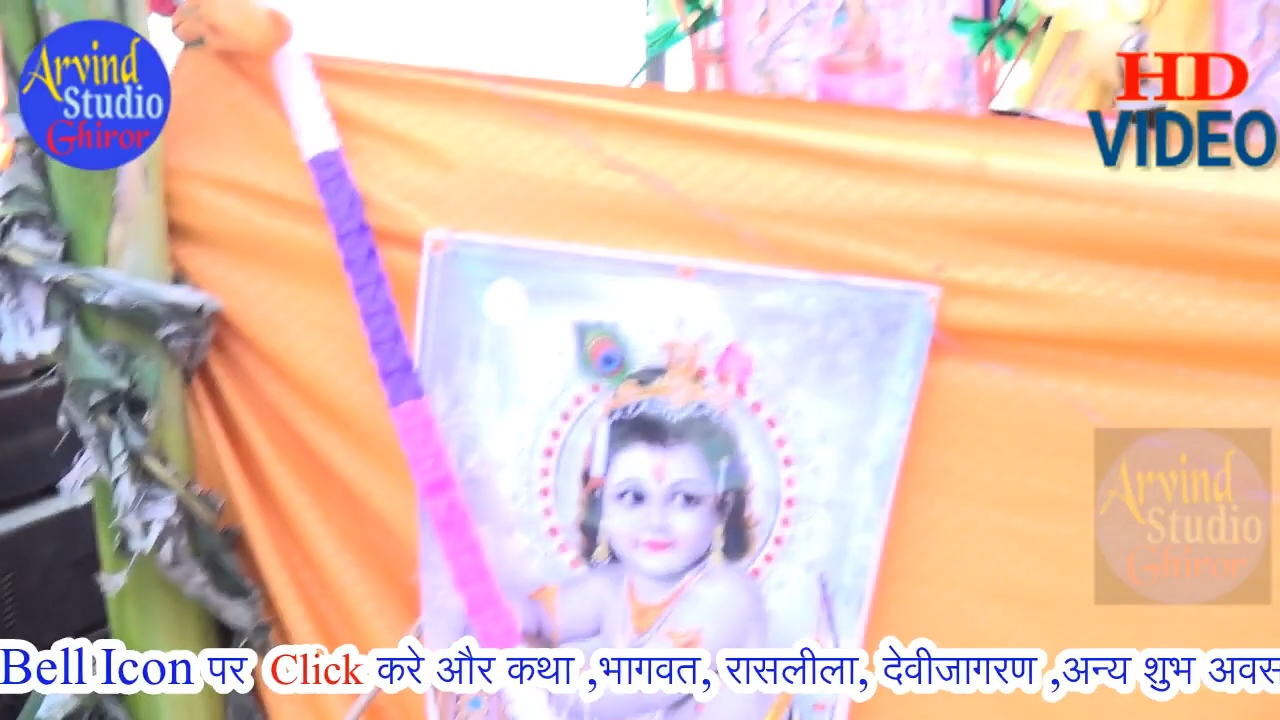 Arvind
Studio
Ghiror
HD
VIDEO
Arvind
Studio
Ghiror
Bell Icon पर Click करे और कथा ,भागवत, रासलीला, देवीजागरण ,अन्य शुभ अवस